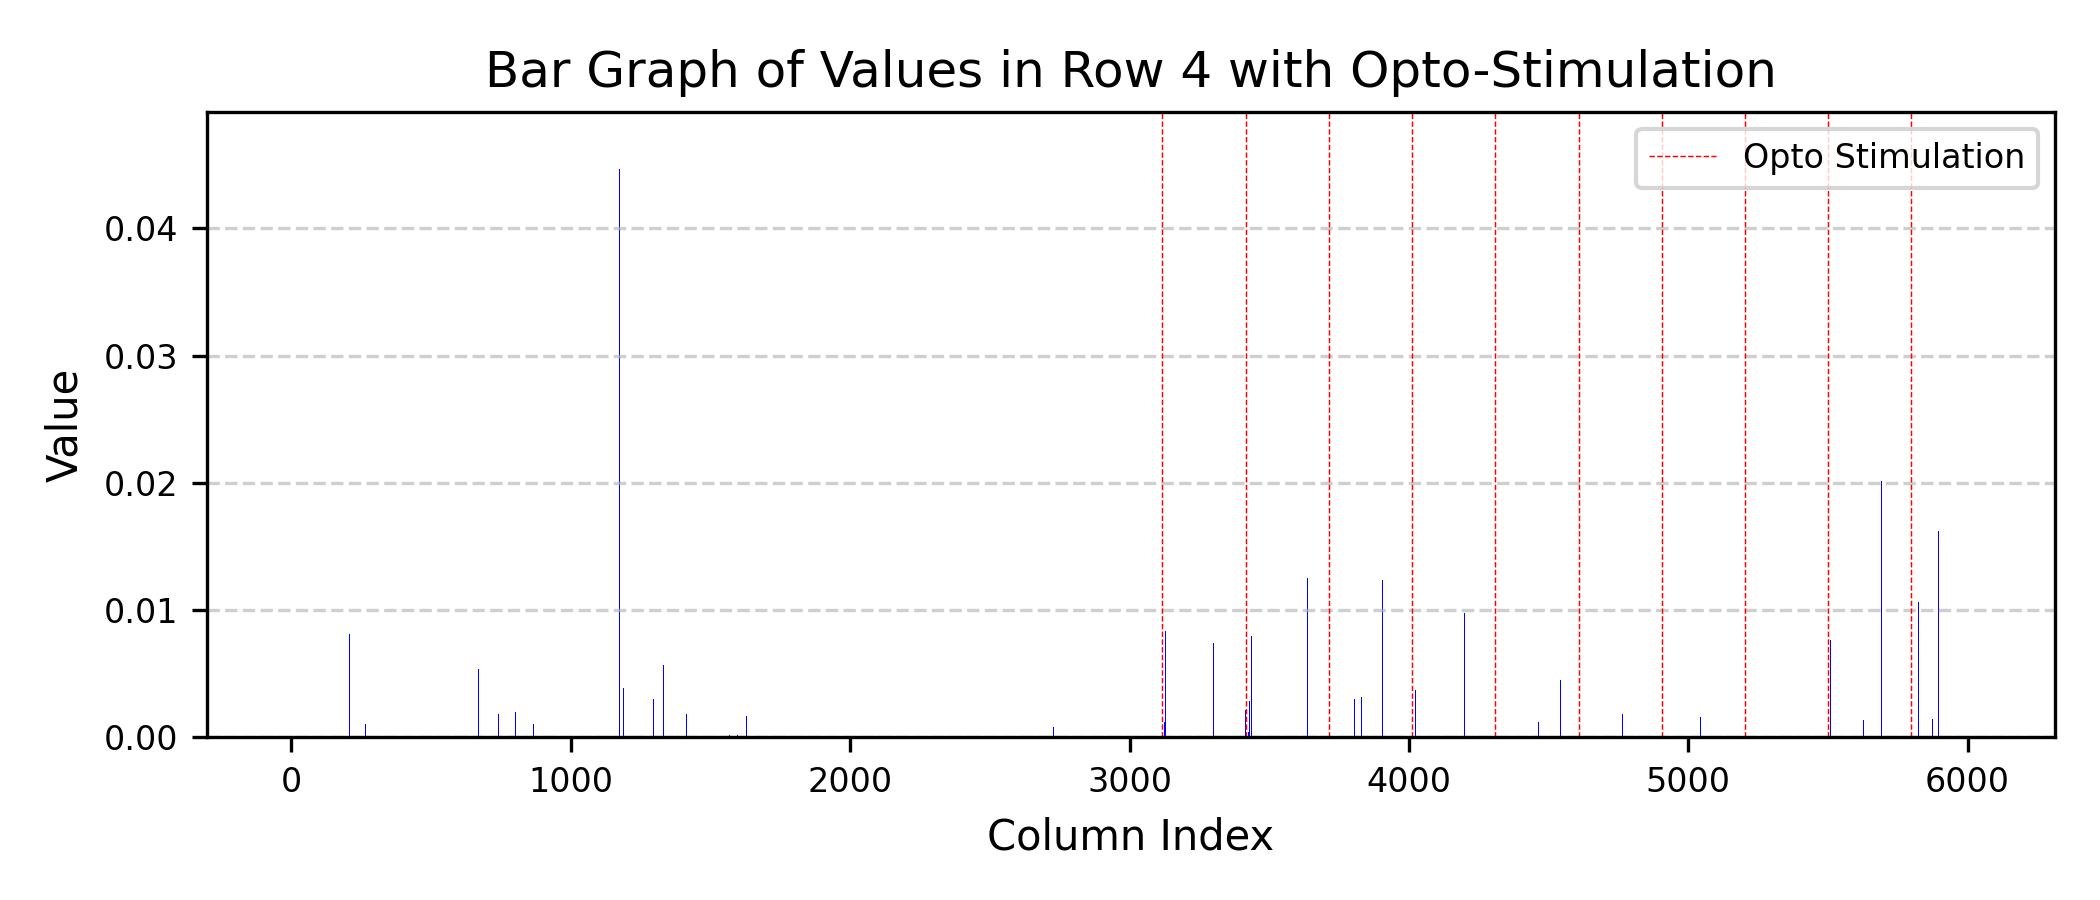 Bar Graph of Values in Row 4 with Opto-Stimulation
Opto Stimulation
0.04
0.03
0.02
0.01
0.00
Value
0 1000 2000 3000 4000 5000 6000
Column Index